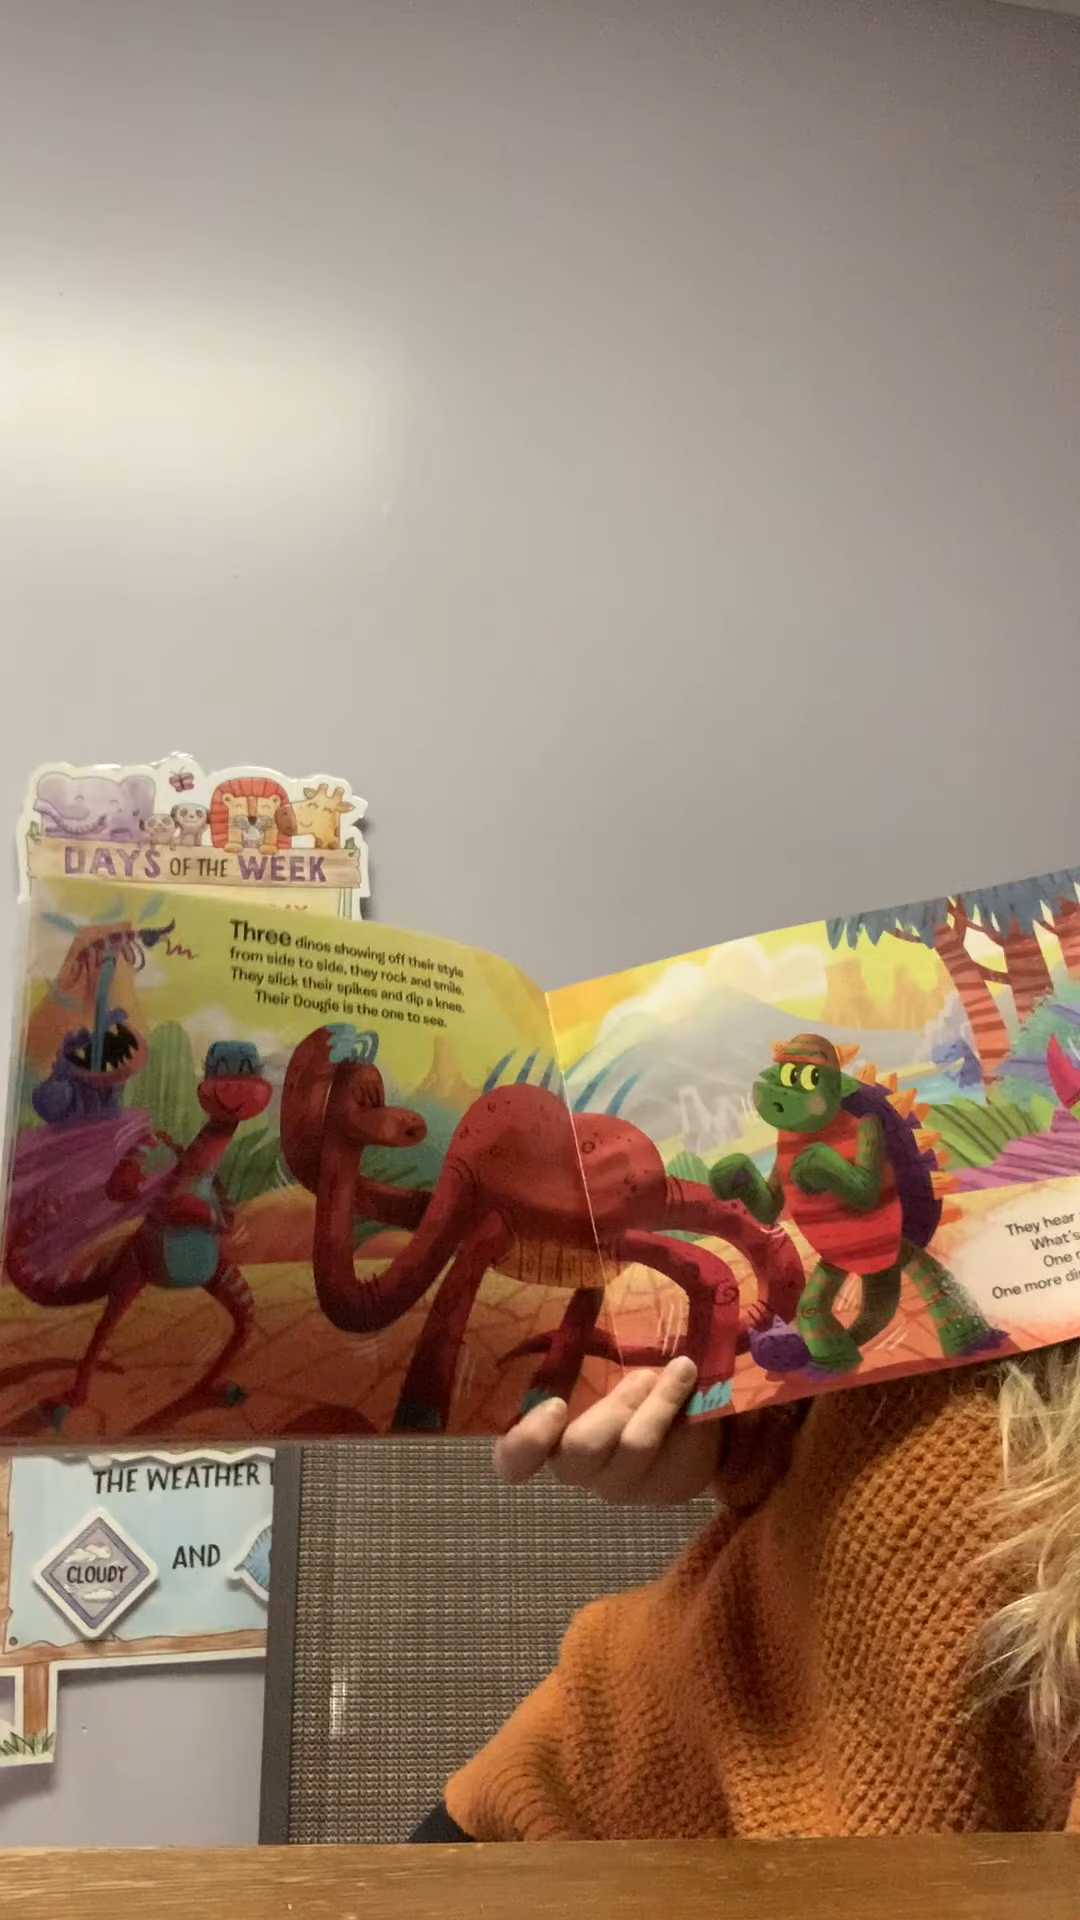 DAYS OF THE WEEK
Three dinos showing off their style
from side to side, they rock and smile.
They slick their spikes and dip a knee.
Their Dougie is the one to see.
They hear
What's
One
One more
THE WEATHER
CLOUDY
AND